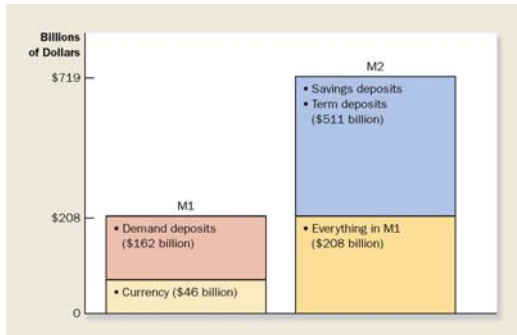 Billions
of Dollars
$719
M2
• Savings deposits
• Term deposits
($511 billion)
M1
$208
• Demand deposits
($162 billion)
• Everything in M1
($208 billion)
• Currency ($46 billion)
0